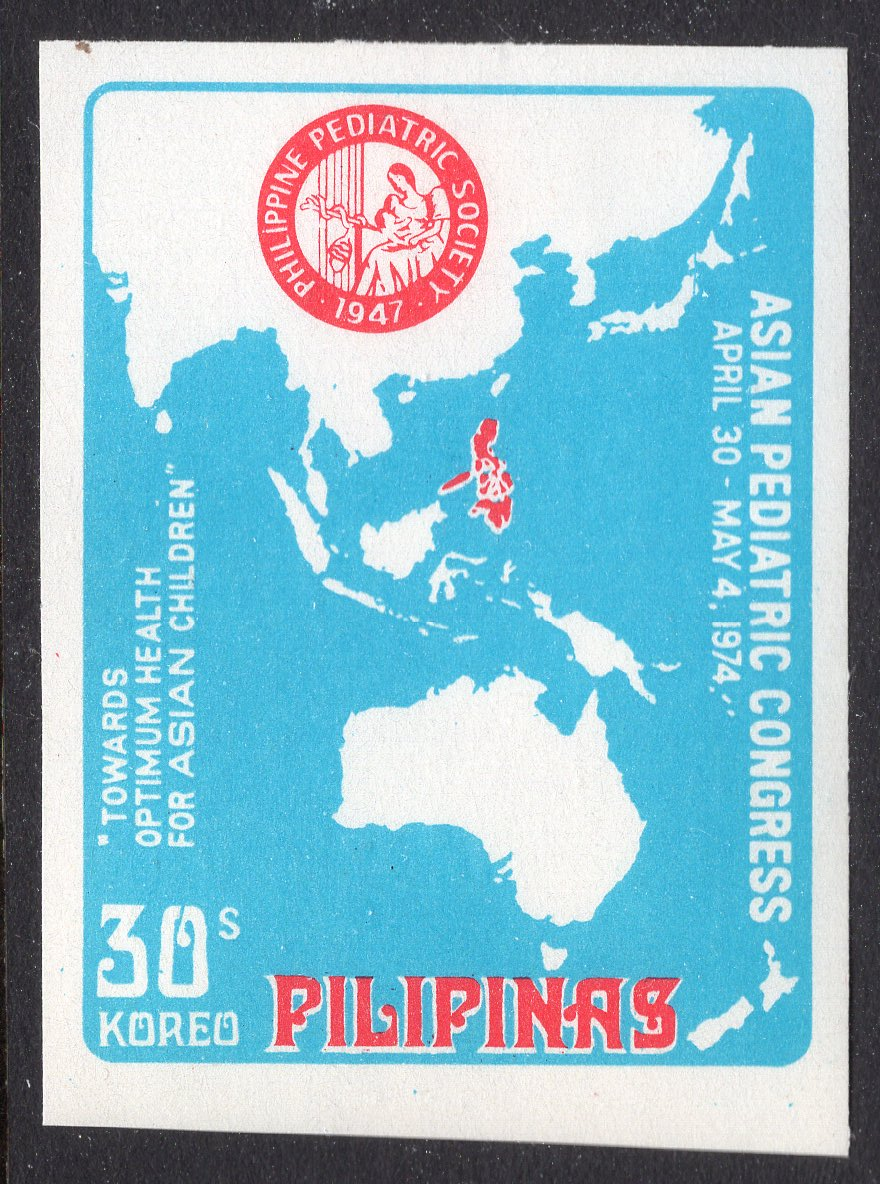 PHILIPPINE PEDIATRIC SOCIETY
· 1947 ·
ASIAN PEDIATRIC CONGRESS
APRIL 30 - MAY 4, 1974
"TOWARDS
OPTIMUM HEALTH
FOR ASIAN CHILDREN"
30s
KOREO
PILIPINAS